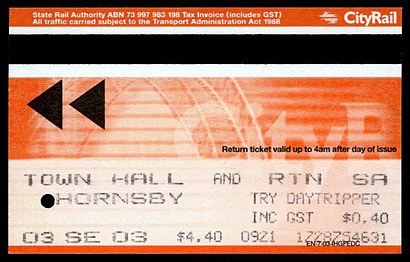 State Rail Authority ABN 73 997 983 198 Tax Invoice (includes GST)
All traffic carried subject to the Transport Administration Act 1988
CityRail
Return ticket valid up to 4am after day of issue
TOWN HALL AND RTN SA
HORNSBY TRY DAYTRIPPER
INC GST $0.40
03 SE 03 $4.40 0921 1728754631